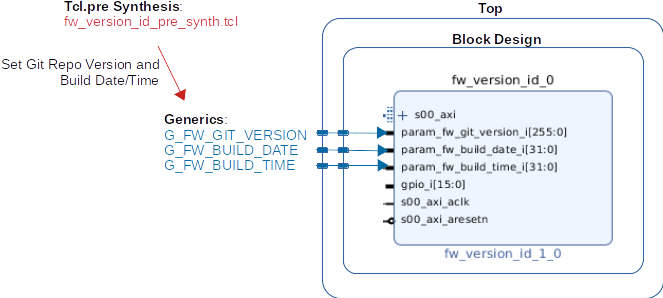 Tcl.pre Synthesis:
fw_version_id_pre_synth.tcl
Set Git Repo Version and
Build Date/Time
Generics:
G_FW_GIT_VERSION
G_FW_BUILD_DATE
G_FW_BUILD_TIME
Top
Block Design
fw_version_id_0
s00_axi
param_fw_git_version_i[255:0]
param_fw_build_date_i[31:0]
param_fw_build_time_i[31:0]
gpio_i[15:0]
s00_axi_aclk
s00_axi_aresetn
fw_version_id_1_0